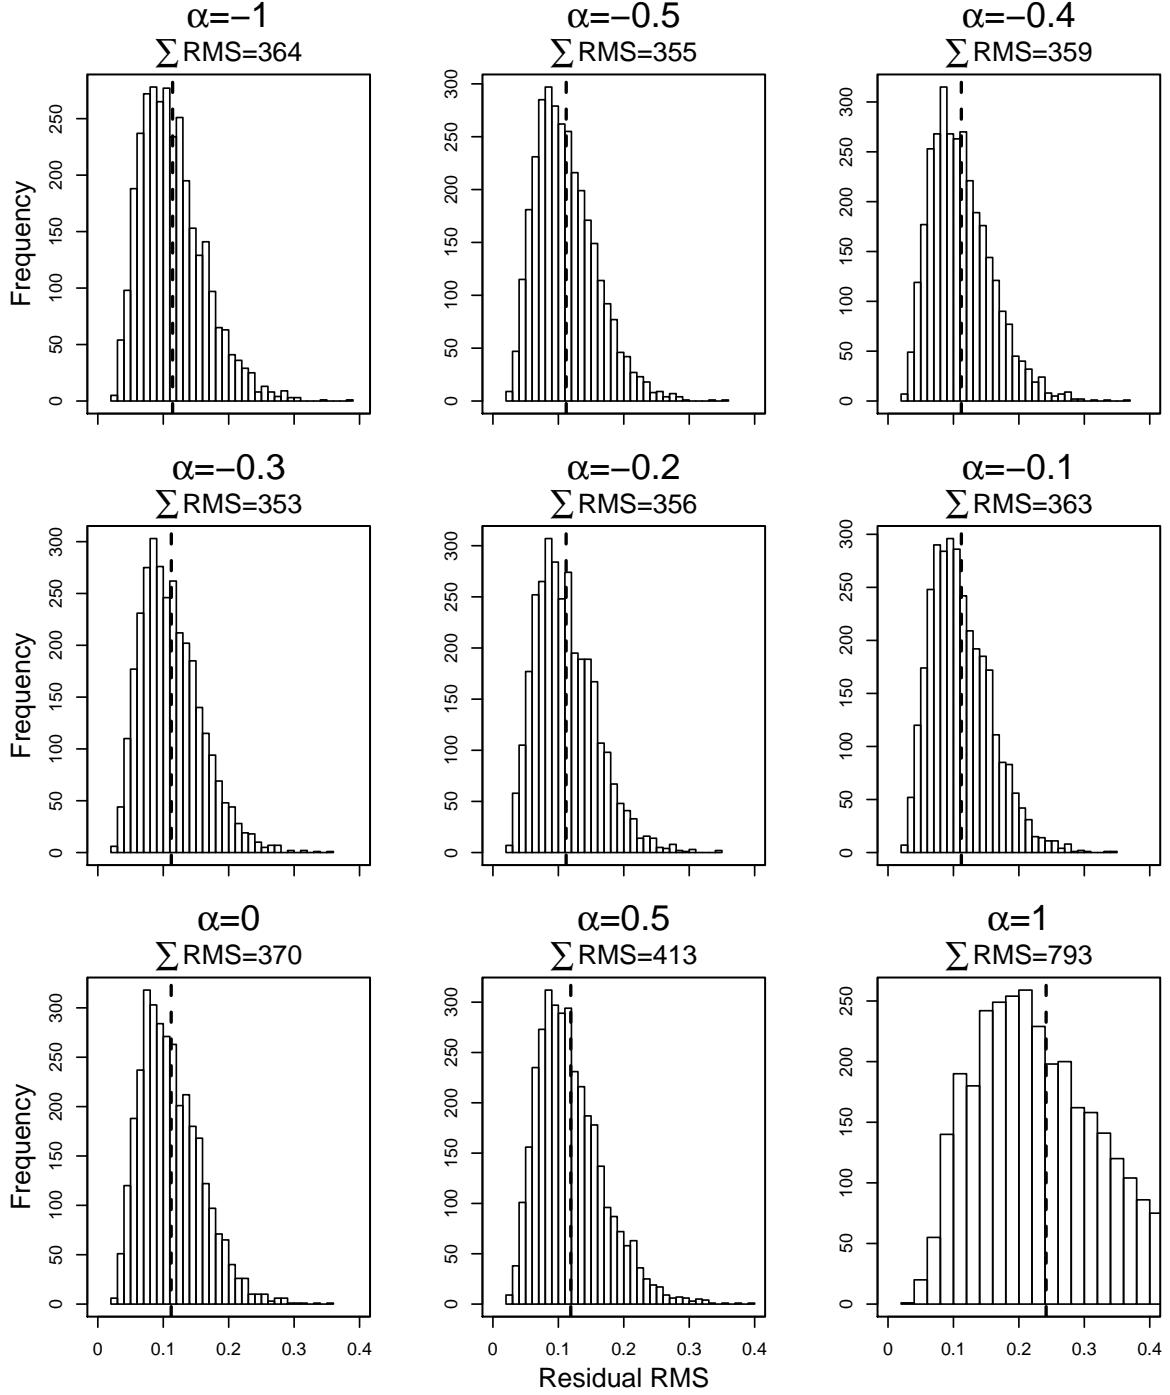 α=−1
∑ RMS=364
α=−0.5
∑ RMS=355
α=−0.4
∑ RMS=359
Frequency
0 50 100 150 200 250
0 50 100 150 200 250 300
0 50 100 150 200 250 300
α=−0.3
∑ RMS=353
α=−0.2
∑ RMS=356
α=−0.1
∑ RMS=363
Frequency
0 50 100 150 200 250 300
0 50 100 150 200 250 300
0 50 100 150 200 250 300
α=0
∑ RMS=370
α=0.5
∑ RMS=413
α=1
∑ RMS=793
Frequency
0 50 100 150 200 250 300
0 50 100 150 200 250 300
0 50 100 150 200 250
0 0.1 0.2 0.3 0.4
0 0.1 0.2 0.3 0.4
0 0.1 0.2 0.3 0.4
Residual RMS